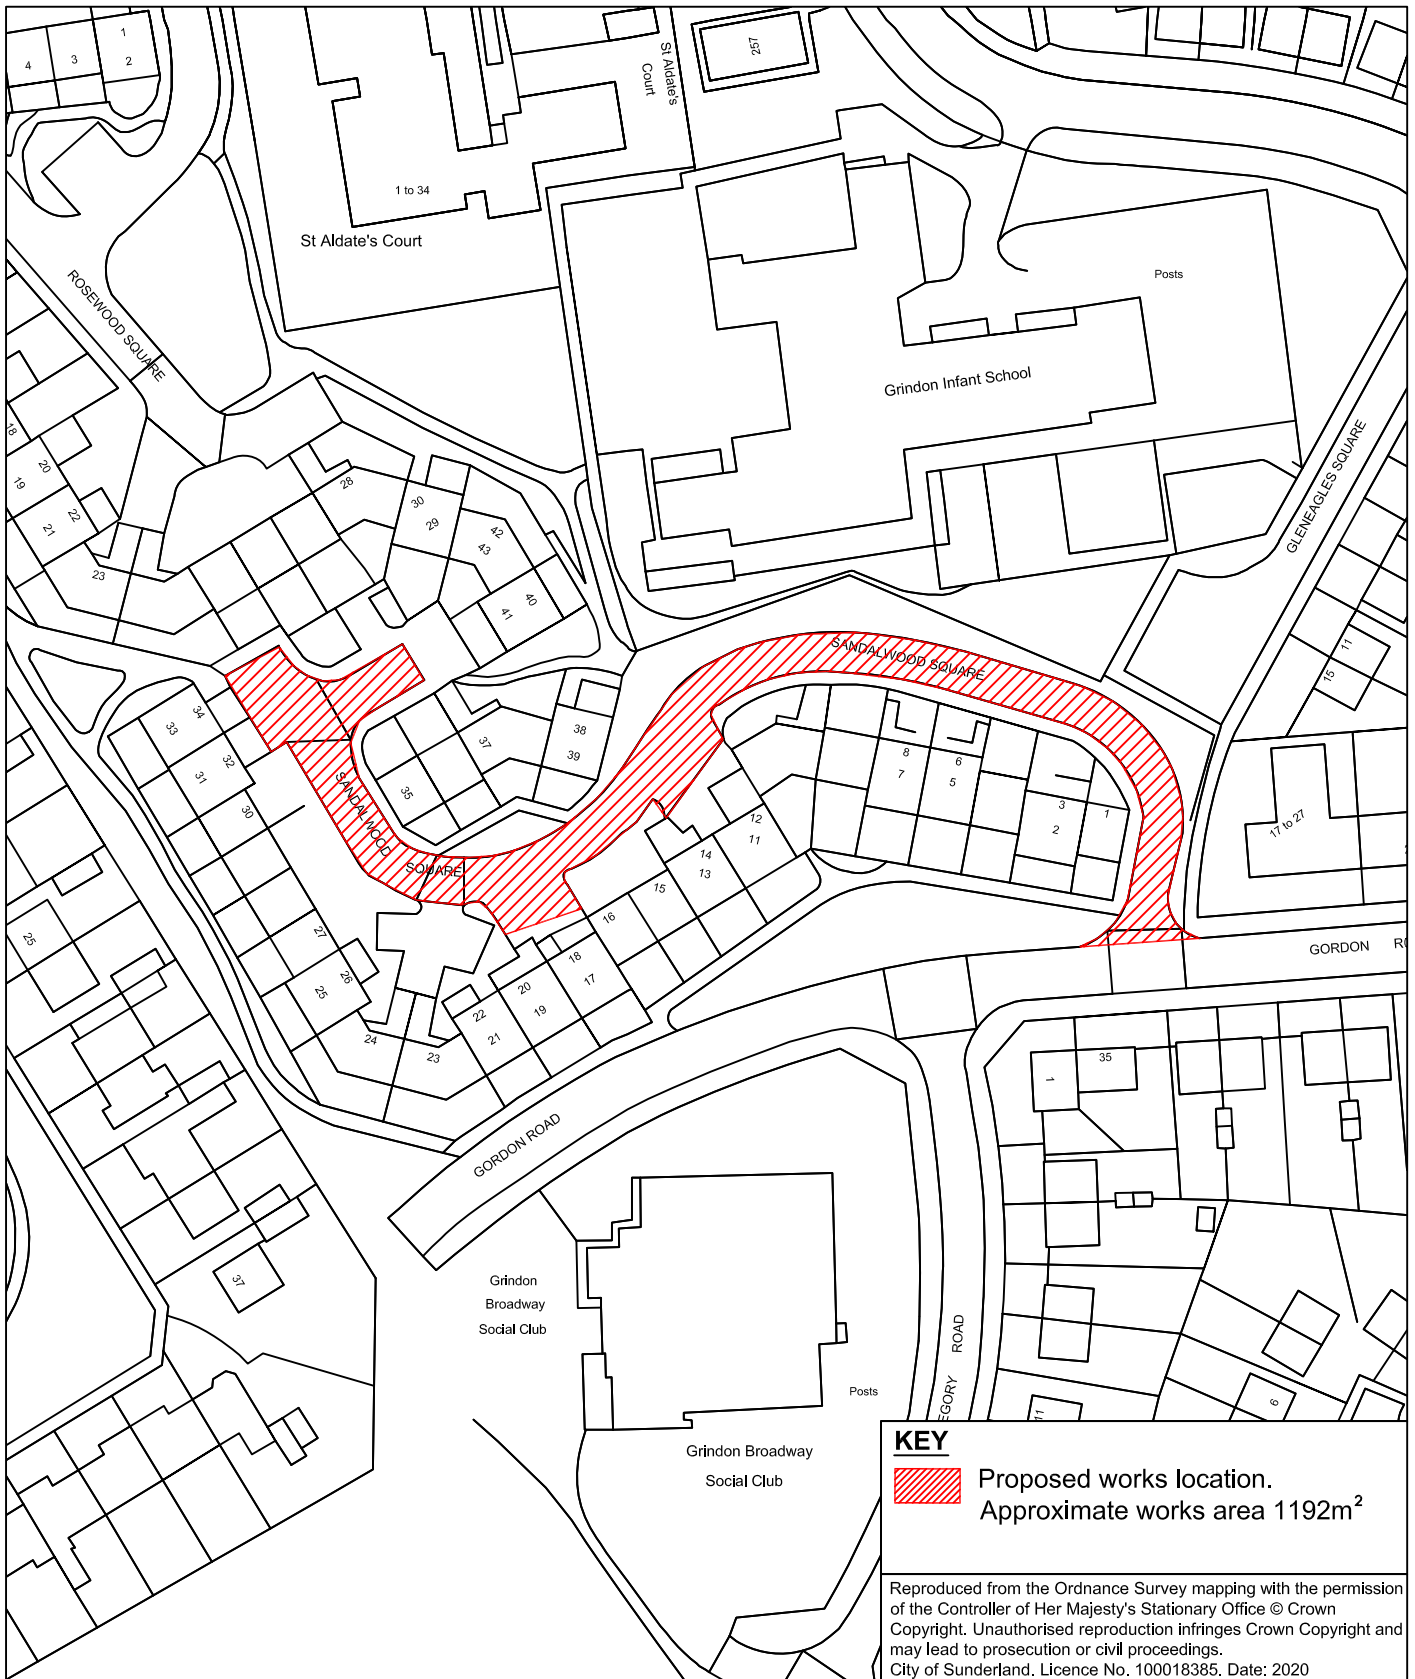 1
2
3
4
257
St Aldate's
Court
1 to 34
St Aldate's Court
Posts
ROSEWOOD SQUARE
Grindon Infant School
GLENEAGLES SQUARE
18
19
20
21
22
23
28
30
29
42
43
41
40
11
15
SANDALWOOD SQUARE
33
34
31
32
30
35
37
38
39
8
7
6
5
3
2
1
17 to 27
SANDALWOOD
SQUARE
12
11
14
13
15
16
25
27
26
25
18
17
20
19
22
21
24
23
GORDON
1
35
GORDON ROAD
37
Grindon
Broadway
Social Club
Posts
EGORY ROAD
11
6
Grindon Broadway
Social Club
KEY
Proposed works location.
Approximate works area 1192m²
Reproduced from the Ordnance Survey mapping with the permission
of the Controller of Her Majesty's Stationary Office © Crown
Copyright. Unauthorised reproduction infringes Crown Copyright and
may lead to prosecution or civil proceedings.
City of Sunderland. Licence No. 100018385. Date: 2020